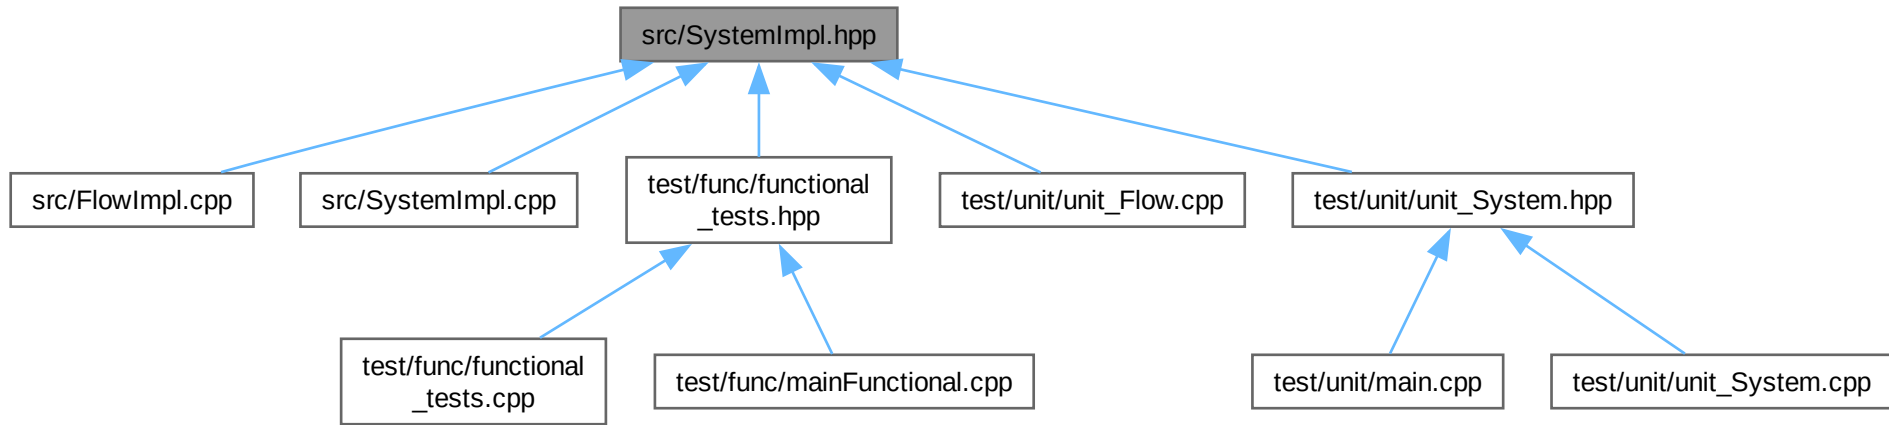 src/SystemImpl.hpp
src/FlowImpl.cpp
src/SystemImpl.cpp
test/func/functional
_tests.hpp
test/unit/unit_Flow.cpp
test/unit/unit_System.hpp
test/func/functional
_tests.cpp
test/func/mainFunctional.cpp
test/unit/main.cpp
test/unit/unit_System.cpp